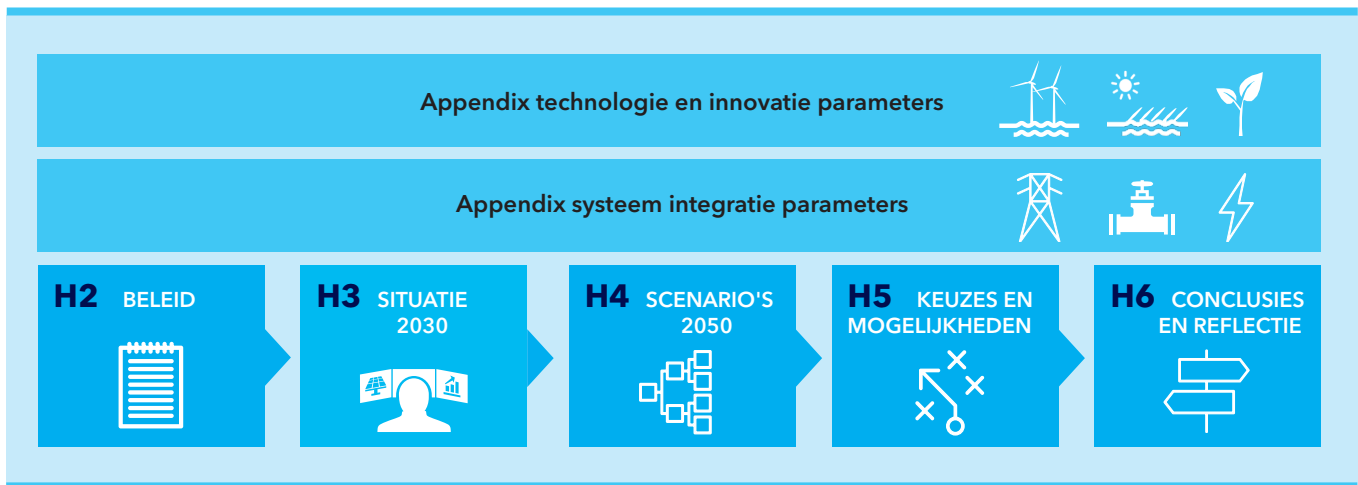 Appendix technologie en innovatie parameters
Appendix systeem integratie parameters
H2 BELEID
H3 SITUATIE
2030
H4 SCENARIO'S
2050
H5 KEUZES EN
MOGELIJKHEDEN
H6 CONCLUSIES
EN REFLECTIE